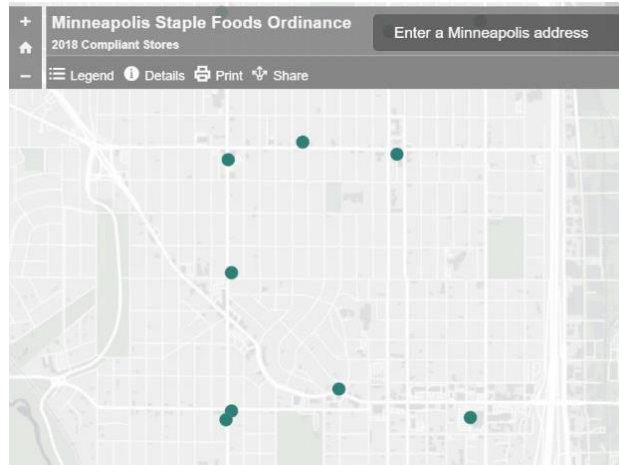 +
Minneapolis Staple Foods Ordinance
2018 Compliant Stores
Enter a Minneapolis address
–
Legend Details Print Share